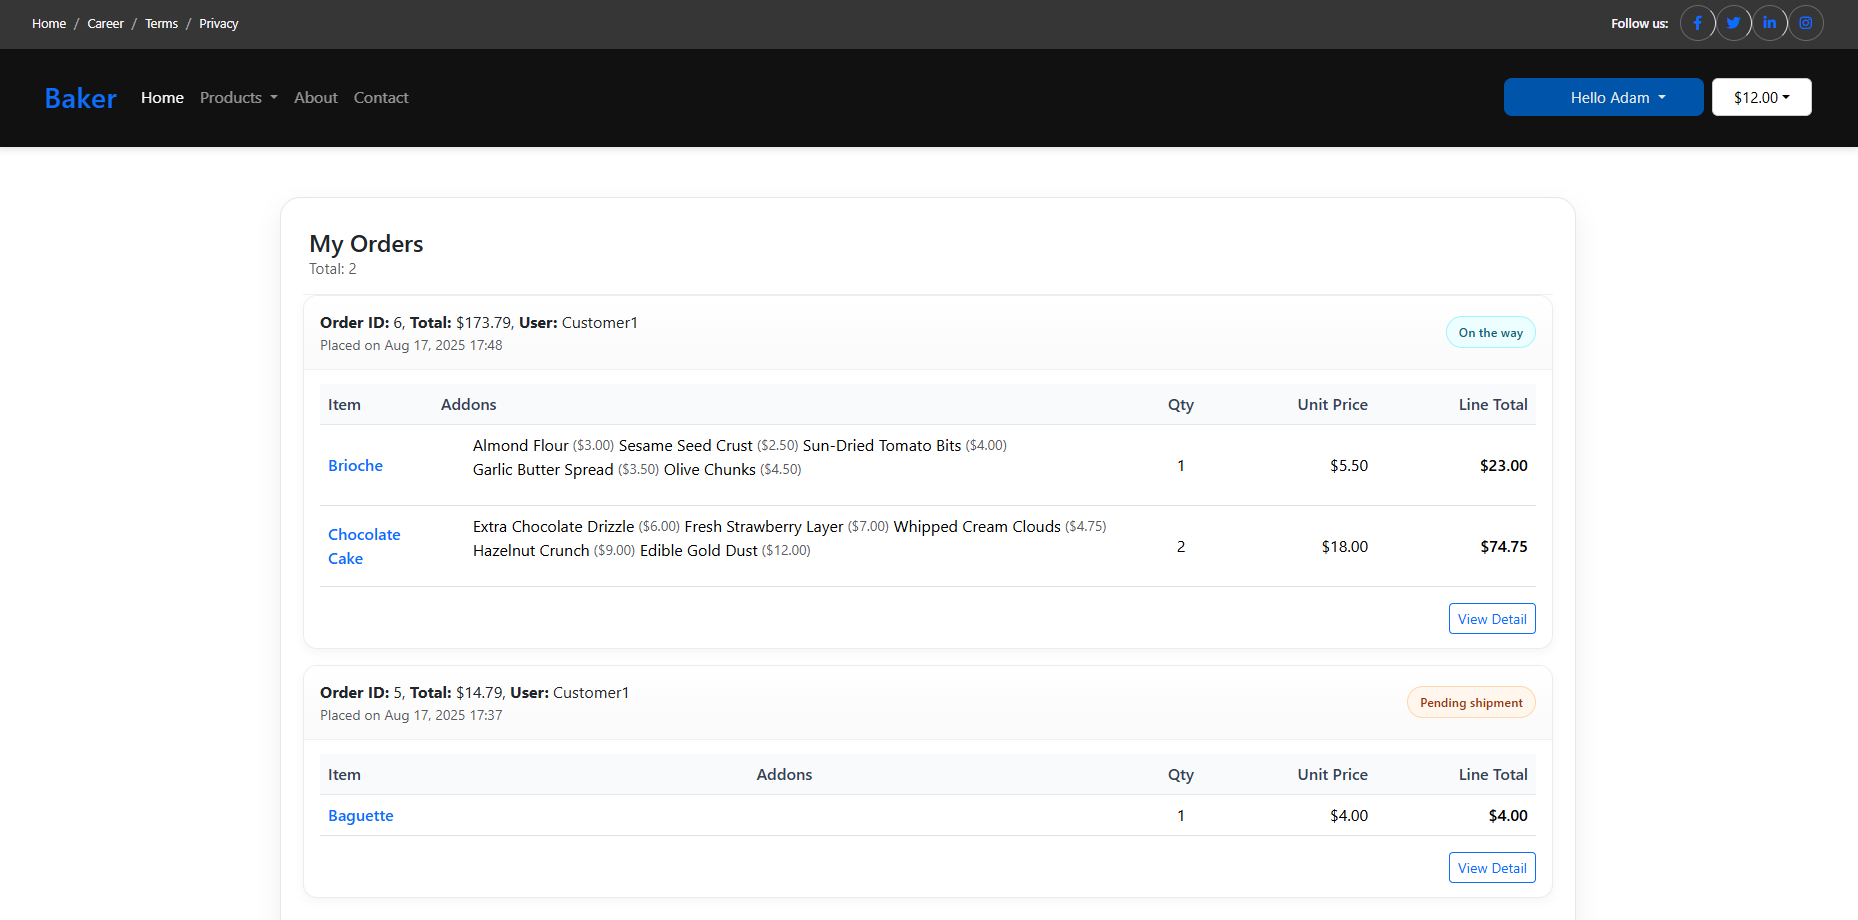 Home / Career / Terms / Privacy
Follow us:
Baker Home Products About Contact
Hello Adam
$12.00
My Orders
Total: 2
Order ID: 6, Total: $173.79, User: Customer1
Placed on Aug 17, 2025 17:48
On the way
Item Addons Qty Unit Price Line Total
Brioche
Almond Flour ($3.00) Sesame Seed Crust ($2.50) Sun-Dried Tomato Bits ($4.00)
Garlic Butter Spread ($3.50) Olive Chunks ($4.50)
1 $5.50 $23.00
Chocolate
Cake
Extra Chocolate Drizzle ($6.00) Fresh Strawberry Layer ($7.00) Whipped Cream Clouds ($4.75)
Hazelnut Crunch ($9.00) Edible Gold Dust ($12.00)
2 $18.00 $74.75
View Detail
Order ID: 5, Total: $14.79, User: Customer1
Placed on Aug 17, 2025 17:37
Pending shipment
Item Addons Qty Unit Price Line Total
Baguette 1 $4.00 $4.00
View Detail